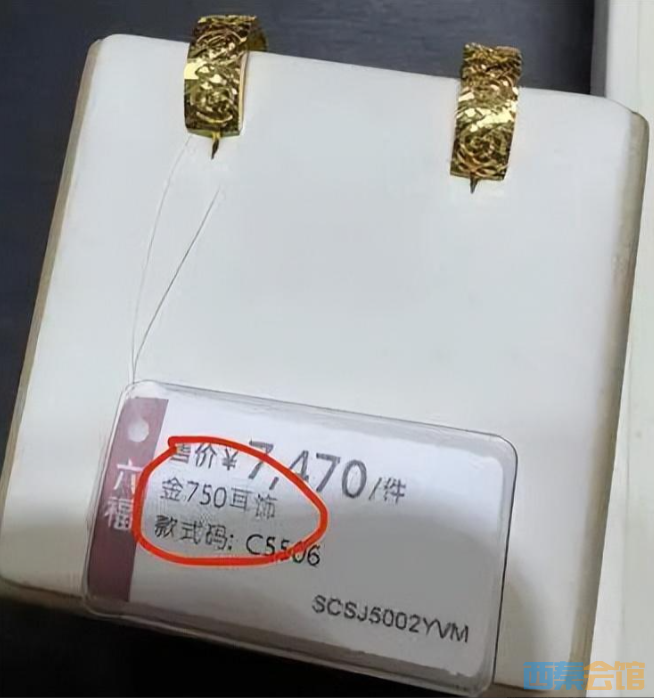 六福
售价¥7,470/件
金750耳饰
款式码: C5506
SCSJ5002YVM
西祠会馆